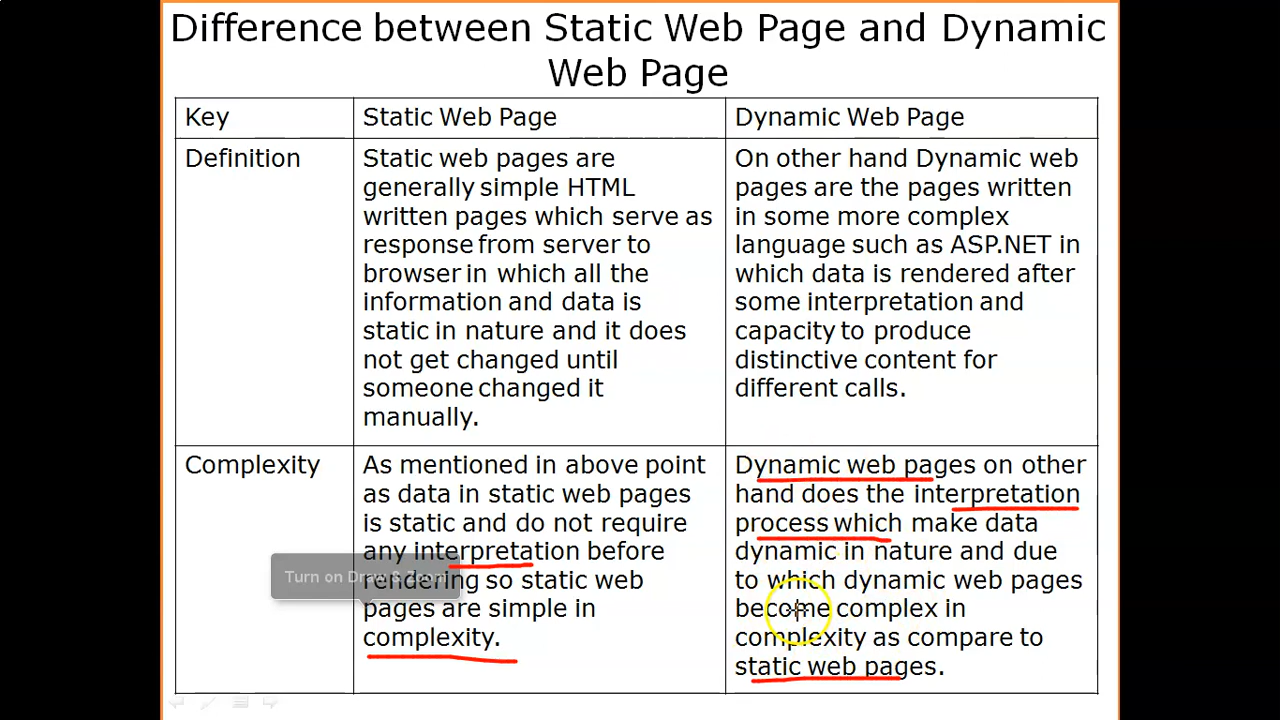 Difference between Static Web Page and Dynamic
Web Page
Key
Static Web Page
Dynamic Web Page
Definition
Static web pages are
generally simple HTML
written pages which serve as
response from server to
browser in which all the
information and data is
static in nature and it does
not get changed until
someone changed it
manually.
On other hand Dynamic web
pages are the pages written
in some more complex
language such as ASP.NET in
which data is rendered after
some interpretation and
capacity to produce
distinctive content for
different calls.
Complexity
As mentioned in above point
as data in static web pages
is static and do not require
any interpretation before
rendering so static web
pages are simple in
complexity.
Dynamic web pages on other
hand does the interpretation
process which make data
dynamic in nature and due
to which dynamic web pages
become complex in
complexity as compare to
static web pages.
Turn on Draw & Zoom